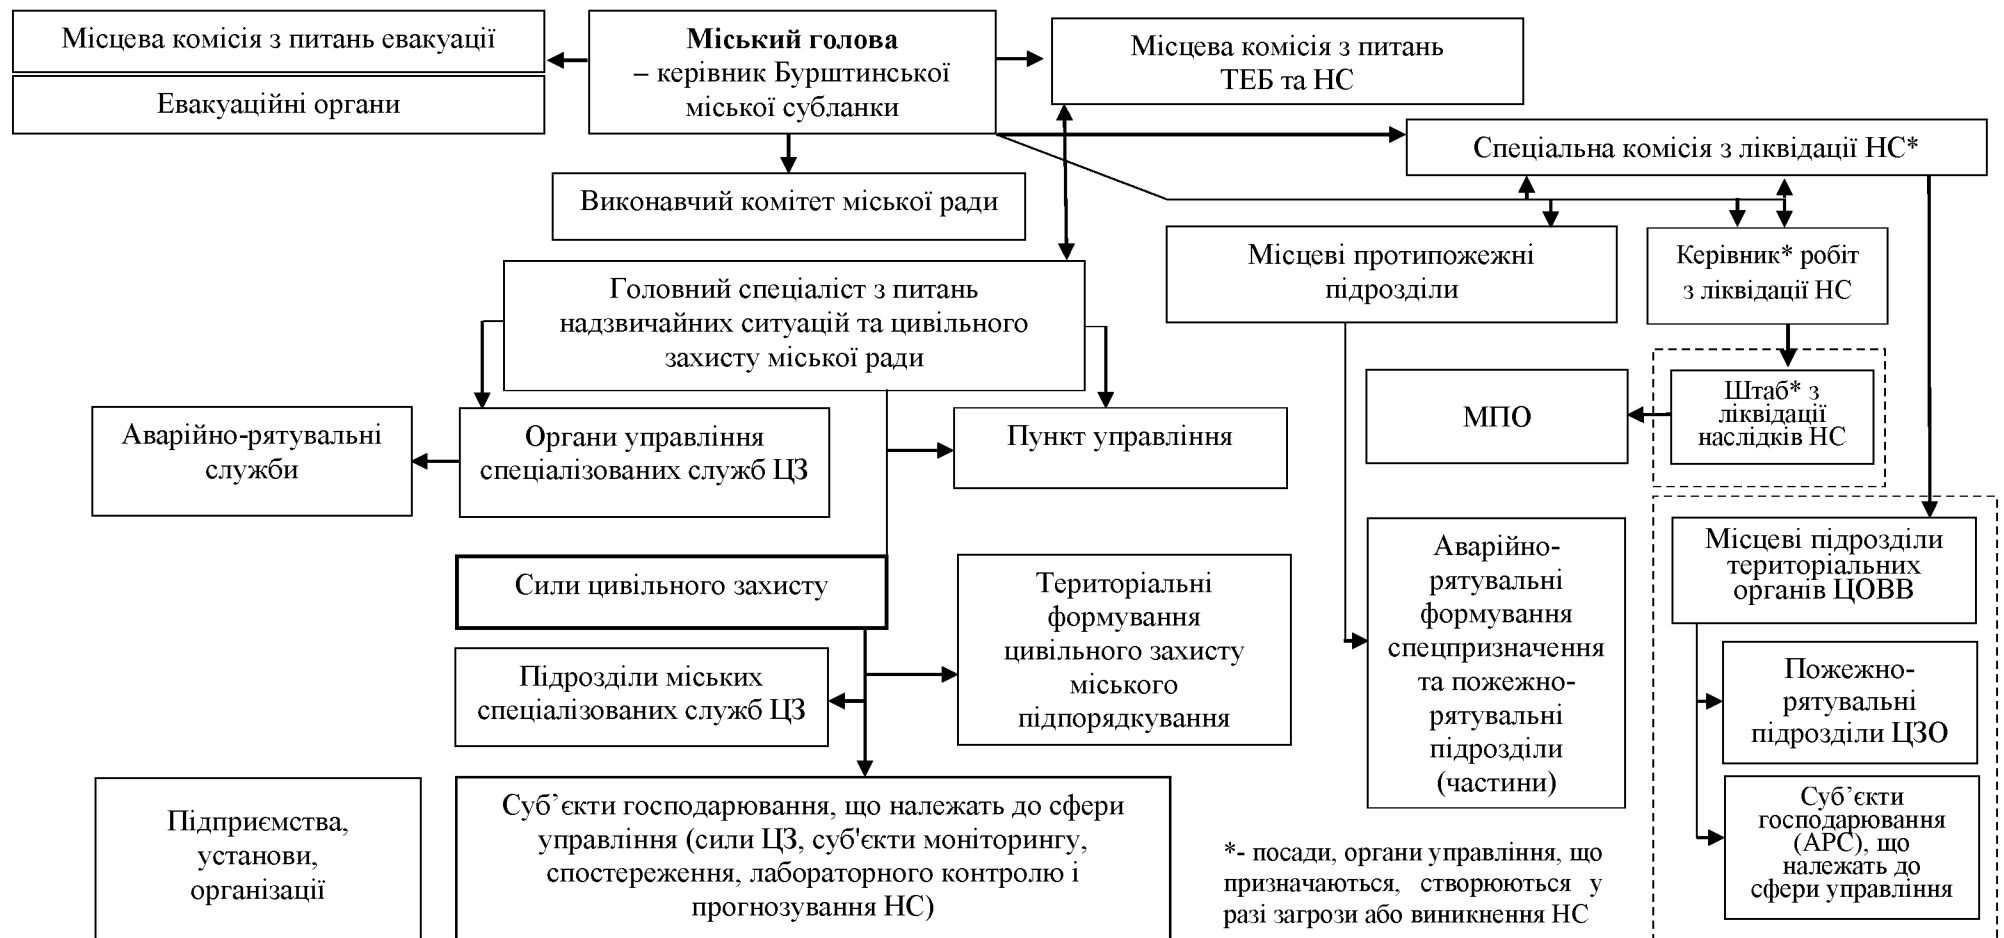 Місцева комісія з питань евакуації
Евакуаційні органи
Міський голова
– керівник Бурштинської
міської субланки
Місцева комісія з питань
ТЕБ та НС
Спеціальна комісія з ліквідації НС*
Виконавчий комітет міської ради
Місцеві протипожежні
підрозділи
Керівник* робіт
з ліквідації НС
Головний спеціаліст з питань
надзвичайних ситуацій та цивільного
захисту міської ради
Аварійно-рятувальні
служби
Органи управління
спеціалізованих служб ЦЗ
Пункт управління
МПО
Штаб* з
ліквідації
наслідків НС
Сили цивільного захисту
Територіальні
формування
цивільного захисту
міського
підпорядкування
Аварійно-
рятувальні
формування
спецпризначення
та пожежно-
рятувальні
підрозділи
(частини)
Місцеві підрозділи
територіальних
органів ЦОВВ
Підрозділи міських
спеціалізованих служб ЦЗ
Пожежно-
рятувальні
підрозділи ЦЗО
Підприємства,
установи,
організації
Суб’єкти господарювання, що належать до сфери
управління (сили ЦЗ, суб'єкти моніторингу,
спостереження, лабораторного контролю і
прогнозування НС)
*- посади, органи управління, що
призначаються, створюються у
разі загрози або виникнення НС
Суб’єкти
господарювання
(АРС), що
належать до
сфери управління